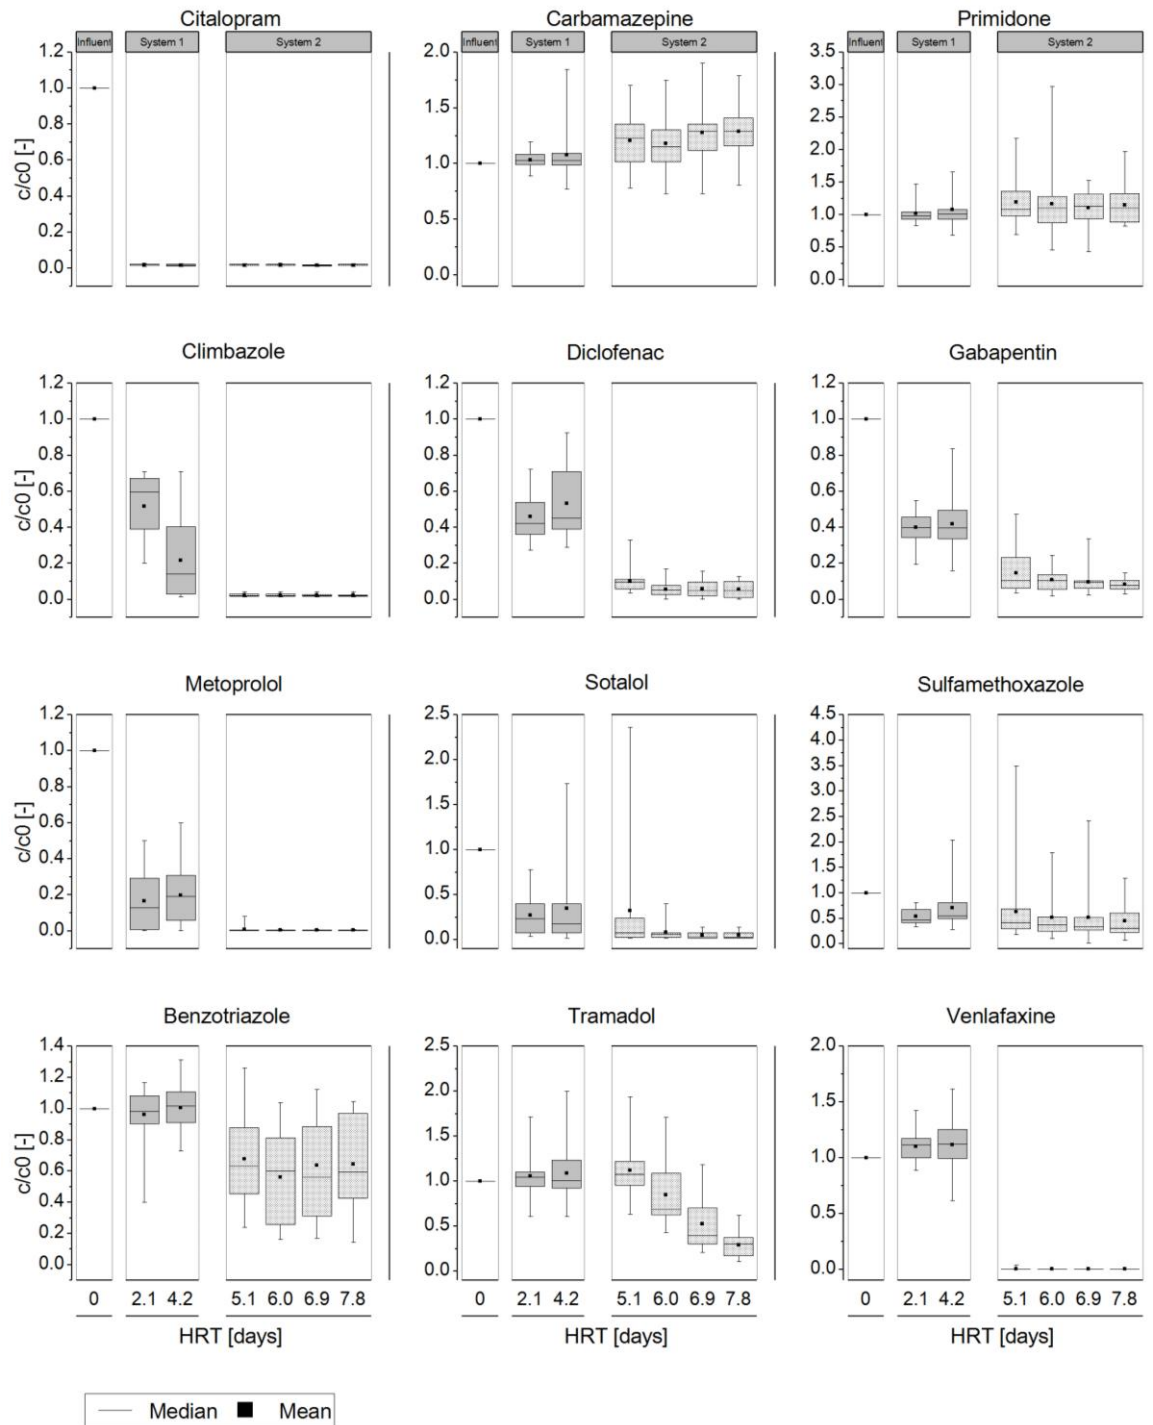 Citalopram Carbamazepine Primidone
Influent System 1 System 2 Influent System 1 System 2 Influent System 1 System 2
c/c0 [-]
1.2 2.0 3.5
1.0 1.5 3.0
0.8 1.0 2.5
0.6 0.5 2.0
0.4 0.0 1.5
0.2 1.0
0.0 0.5
0.0
Climbazole Diclofenac Gabapentin
c/c0 [-]
1.2 1.2 1.2
1.0 1.0 1.0
0.8 0.8 0.8
0.6 0.6 0.6
0.4 0.4 0.4
0.2 0.2 0.2
0.0 0.0 0.0
Metoprolol Sotalol Sulfamethoxazole
c/c0 [-]
1.2 2.5 4.5
1.0 2.0 4.0
0.8 1.5 3.5
0.6 1.0 3.0
0.4 0.5 2.5
0.2 0.0 2.0
0.0 1.5
1.0
0.5
0.0
Benzotriazole Tramadol Venlafaxine
c/c0 [-]
1.4 2.5 2.0
1.2 2.0 1.5
1.0 1.5 1.0
0.8 1.0 0.5
0.6 0.5 0.0
0.4 0.0
0.2
0.0
0 2.1 4.2 5.1 6.0 6.9 7.8 0 2.1 4.2 5.1 6.0 6.9 7.8 0 2.1 4.2 5.1 6.0 6.9 7.8
HRT [days] HRT [days] HRT [days]
Median Mean